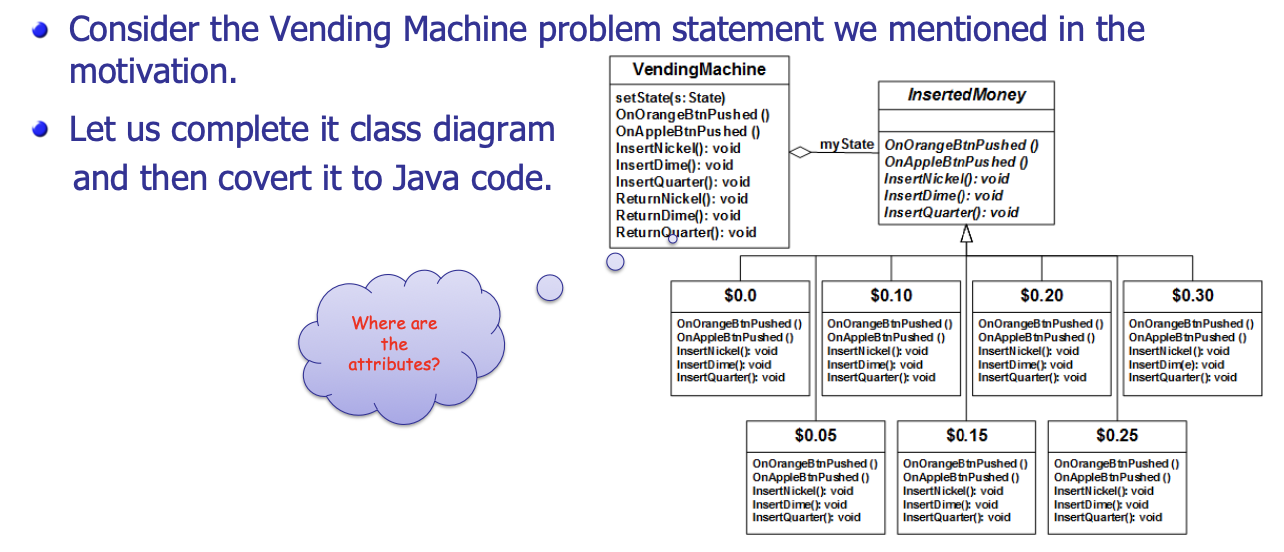 Consider the Vending Machine problem statement we mentioned in the
motivation.
Let us complete it class diagram
and then covert it to Java code.
Where are
the
attributes?
VendingMachine
setState(s: State)
OnOrangeBtnPushed ()
OnAppleBtnPushed ()
InsertNickel(): void
InsertDime(): void
InsertQuarter(): void
ReturnNickel(): void
ReturnDime(): void
ReturnQuarter(): void
myState
InsertedMoney
OnOrangeBtnPushed ()
OnAppleBtnPushed ()
InsertNickel(): void
InsertDime(): void
InsertQuarter(): void
$0.0
OnOrangeBtnPushed ()
OnAppleBtnPushed ()
InsertNickel(): void
InsertDime(): void
InsertQuarter(): void
$0.10
OnOrangeBtnPushed ()
OnAppleBtnPushed ()
InsertNickel(): void
InsertDime(): void
InsertQuarter(): void
$0.20
OnOrangeBtnPushed ()
OnAppleBtnPushed ()
InsertNickel(): void
InsertDime(): void
InsertQuarter(): void
$0.30
OnOrangeBtnPushed ()
OnAppleBtnPushed ()
InsertNickel(): void
InsertDim(e): void
InsertQuarter(): void
$0.05
OnOrangeBtnPushed ()
OnAppleBtnPushed ()
InsertNickel(): void
InsertDime(): void
InsertQuarter(): void
$0.15
OnOrangeBtnPushed ()
OnAppleBtnPushed ()
InsertNickel(): void
InsertDime(): void
InsertQuarter(): void
$0.25
OnOrangeBtnPushed ()
OnAppleBtnPushed ()
InsertNickel(): void
InsertDime(): void
InsertQuarter(): void